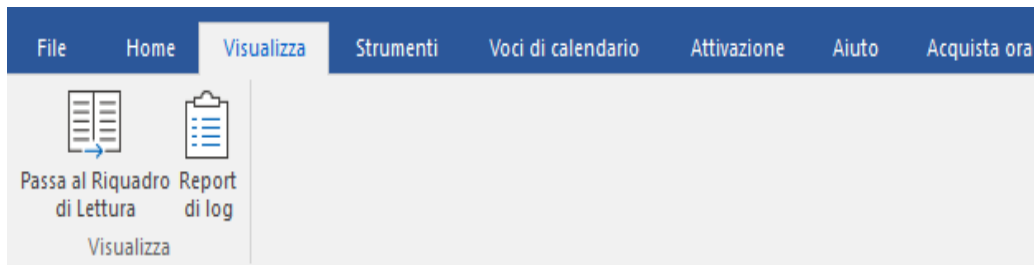 File Home Visualizza Strumenti Voci di calendario Attivazione Aiuto Acquista ora
Passa al Riquadro
di Lettura
Report
di log
Visualizza